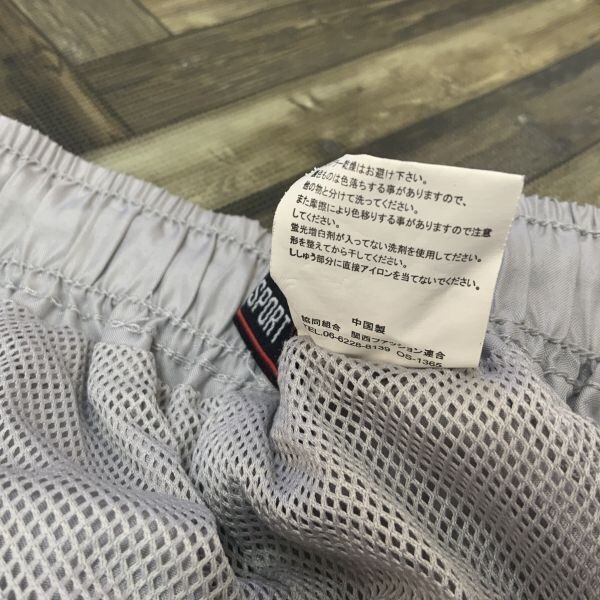 乾燥はお避け下さい。
ものは色落ちする事がありますので、
他の物と分けて洗ってください。
また摩擦により色移りする事がありますので注意
してください。
蛍光増白剤が入ってない洗剤を使用してください。
形を整えてから干してください。
ししゅう部分に直接アイロンを当てないでください。
協同組合 中国製
関西ファッション連合
TEL.06-6228-8139 OS-1365
SPORT